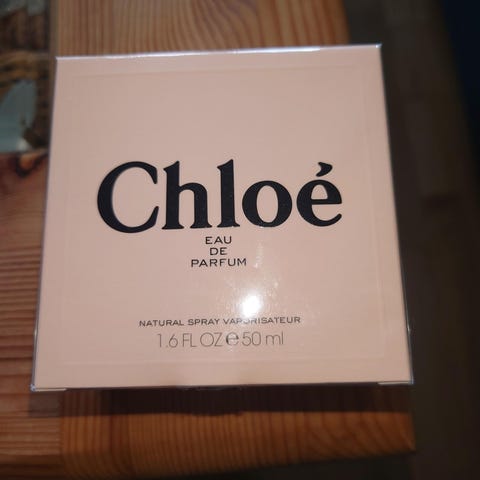 Chloé
EAU
DE
PARFUM
NATURAL SPRAY VAPORISATEUR
1.6 FL OZ ℮ 50 ml